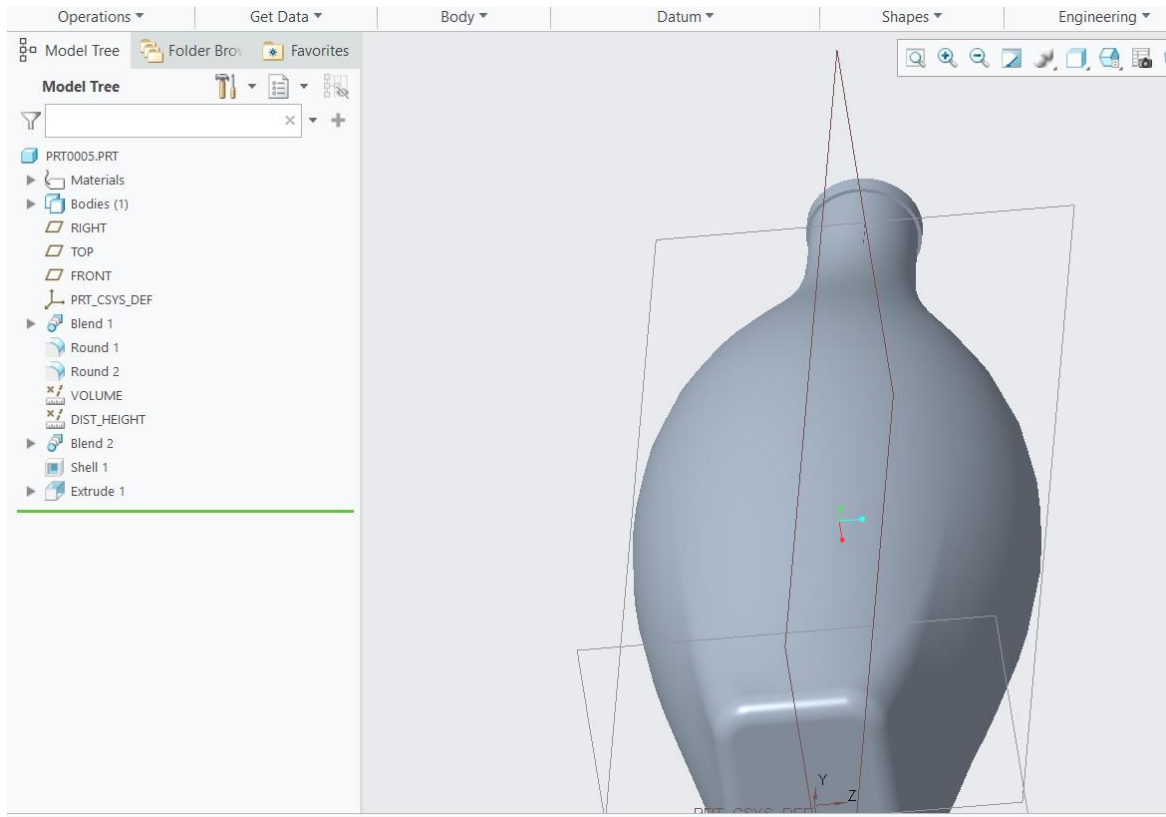 Operations Get Data Body Datum Shapes Engineering
Model Tree Folder Brov Favorites
Model Tree
PRT0005.PRT
Materials
Bodies (1)
RIGHT
TOP
FRONT
PRT_CSYS_DEF
Blend 1
Round 1
Round 2
VOLUME
DIST_HEIGHT
Blend 2
Shell 1
Extrude 1
Y
Z
PRT_CSYS_DEF